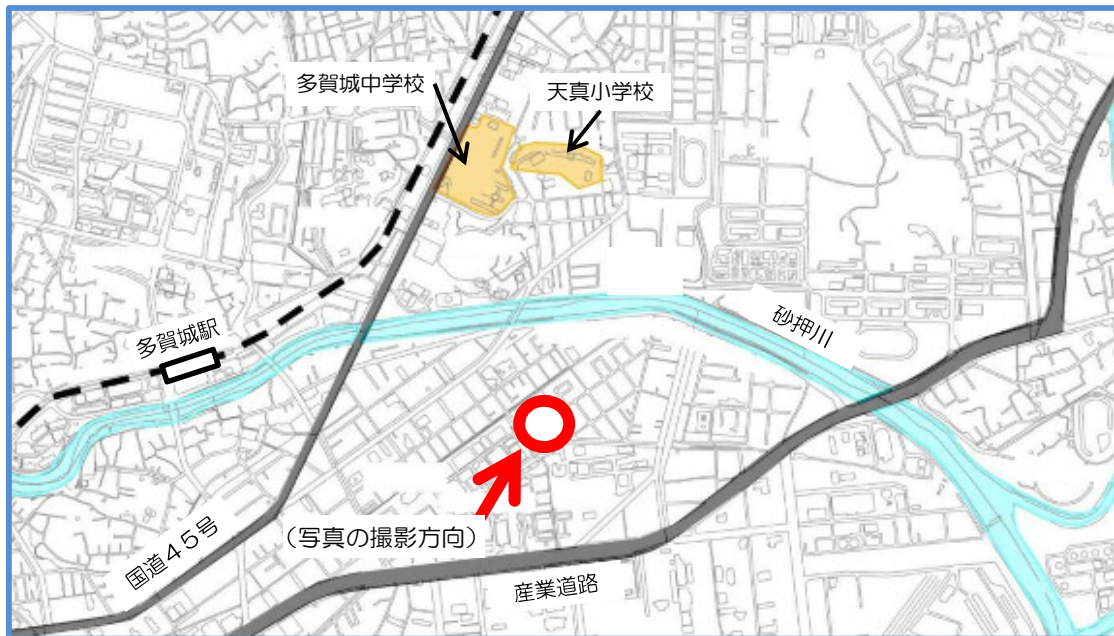 多賀城中学校
天真小学校
砂押川
多賀城駅
国道45号
(写真の撮影方向)
産業道路